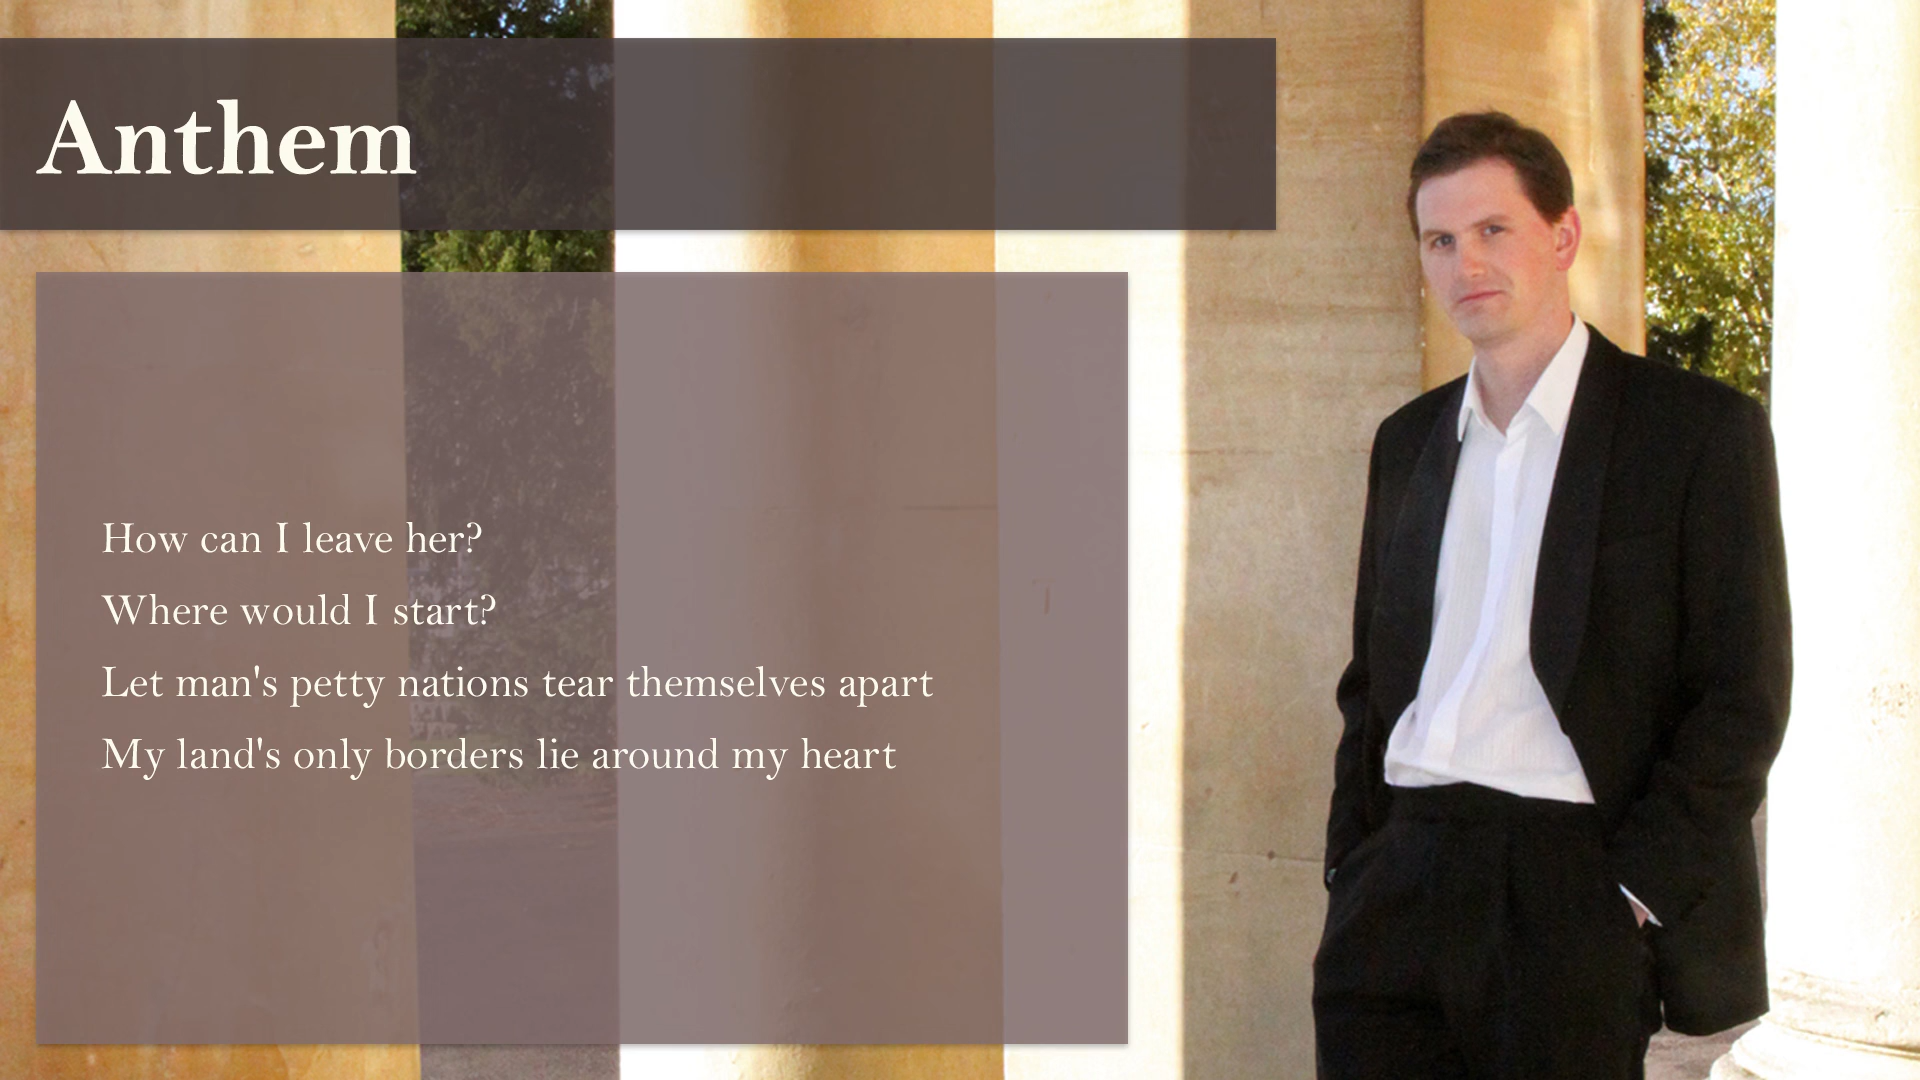 Anthem
How can I leave her?
Where would I start?
Let man's petty nations tear themselves apart
My land's only borders lie around my heart